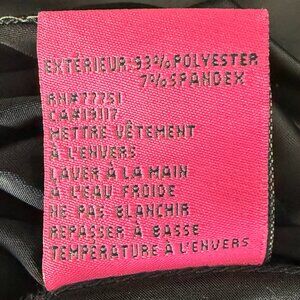 EXTÉRIEUR: 93% POLYESTER
7% SPANDEX
RN#77751
CA#19117
METTRE VÊTEMENT
À L'ENVERS
LAVER À LA MAIN
À L'EAU FROIDE
NE PAS BLANCHIR
REPASSER À BASSE
TEMPÉRATURE À L'ENVERS